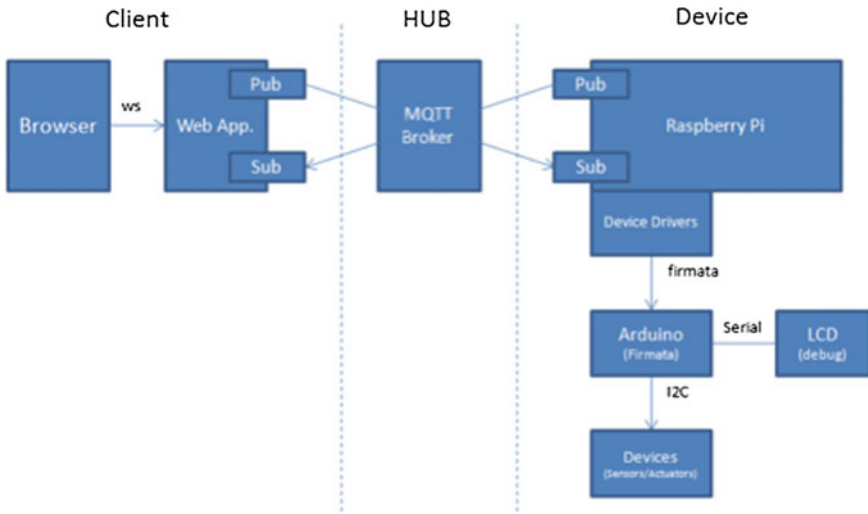 Client
HUB
Device
Browser
ws
Web App.
Pub
Sub
MQTT
Broker
Pub
Sub
Raspberry Pi
Device Drivers
firmata
Arduino
(Firmata)
Serial
LCD
(debug)
I2C
Devices
(Sensors/Actuators)